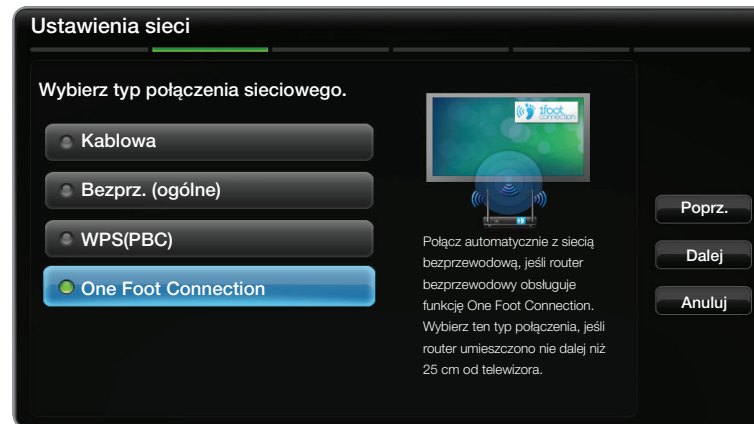 Ustawienia sieci
Wybierz typ połączenia sieciowego.
Kablowa
Bezprz. (ogólne)
WPS(PBC)
One Foot Connection
1foot
connection
Połącz automatycznie z siecią
bezprzewodową, jeśli router
bezprzewodowy obsługuje
funkcję One Foot Connection.
Wybierz ten typ połączenia, jeśli
router umieszczono nie dalej niż
25 cm od telewizora.
Poprz.
Dalej
Anuluj